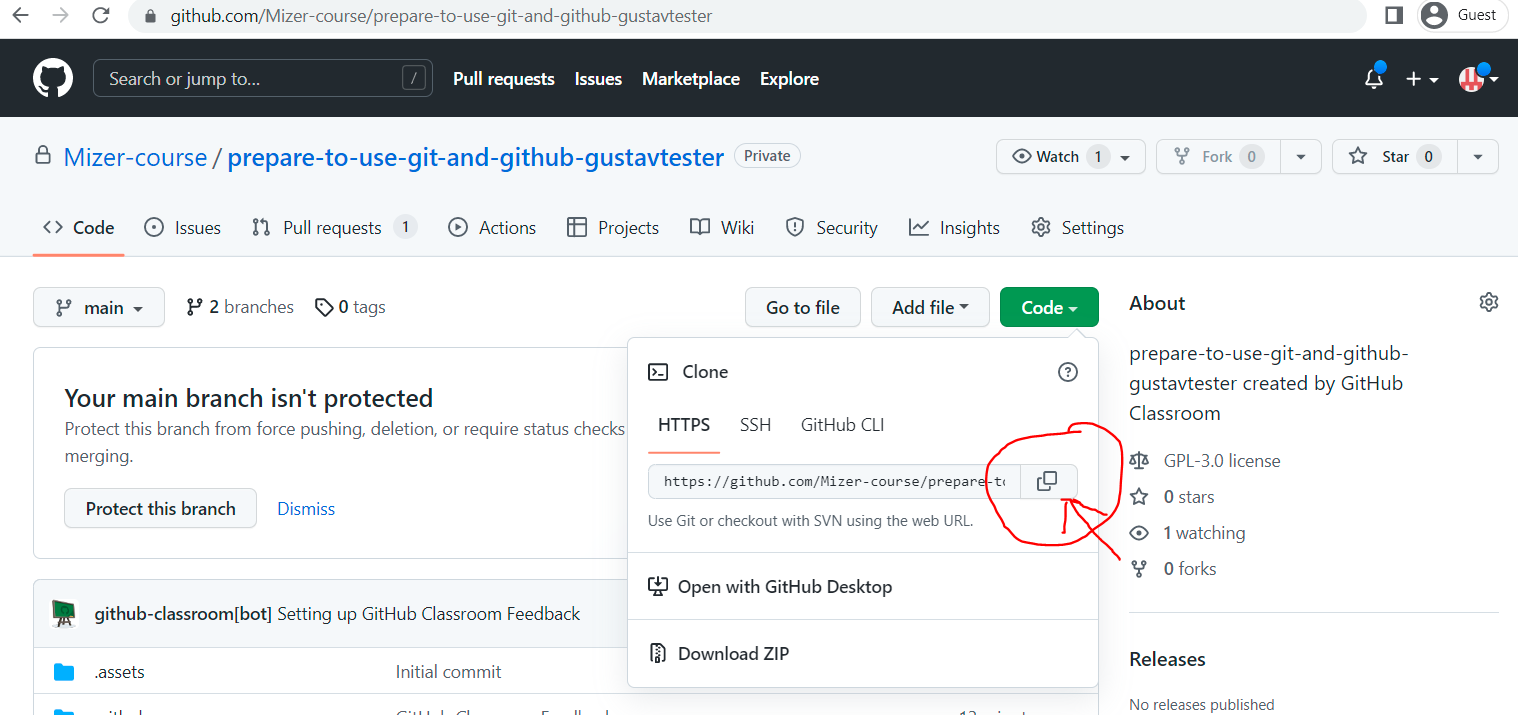 github.com/Mizer-course/prepare-to-use-git-and-github-gustavtester
Guest
Search or jump to... /
Pull requests Issues Marketplace Explore
Mizer-course / prepare-to-use-git-and-github-gustavtester Private
Watch 1 Fork 0 Star 0
Code Issues Pull requests 1 Actions Projects Wiki Security Insights Settings
main 2 branches 0 tags
Go to file Add file Code
Your main branch isn't protected
Protect this branch from force pushing, deletion, or require status checks
merging.
Protect this branch Dismiss
github-classroom[bot] Setting up GitHub Classroom Feedback
.assets Initial commit
Clone
HTTPS SSH GitHub CLI
https://github.com/Mizer-course/prepare-to
Use Git or checkout with SVN using the web URL.
Open with GitHub Desktop
Download ZIP
About
prepare-to-use-git-and-github-
gustavtester created by GitHub
Classroom
GPL-3.0 license
0 stars
1 watching
0 forks
Releases
No releases published